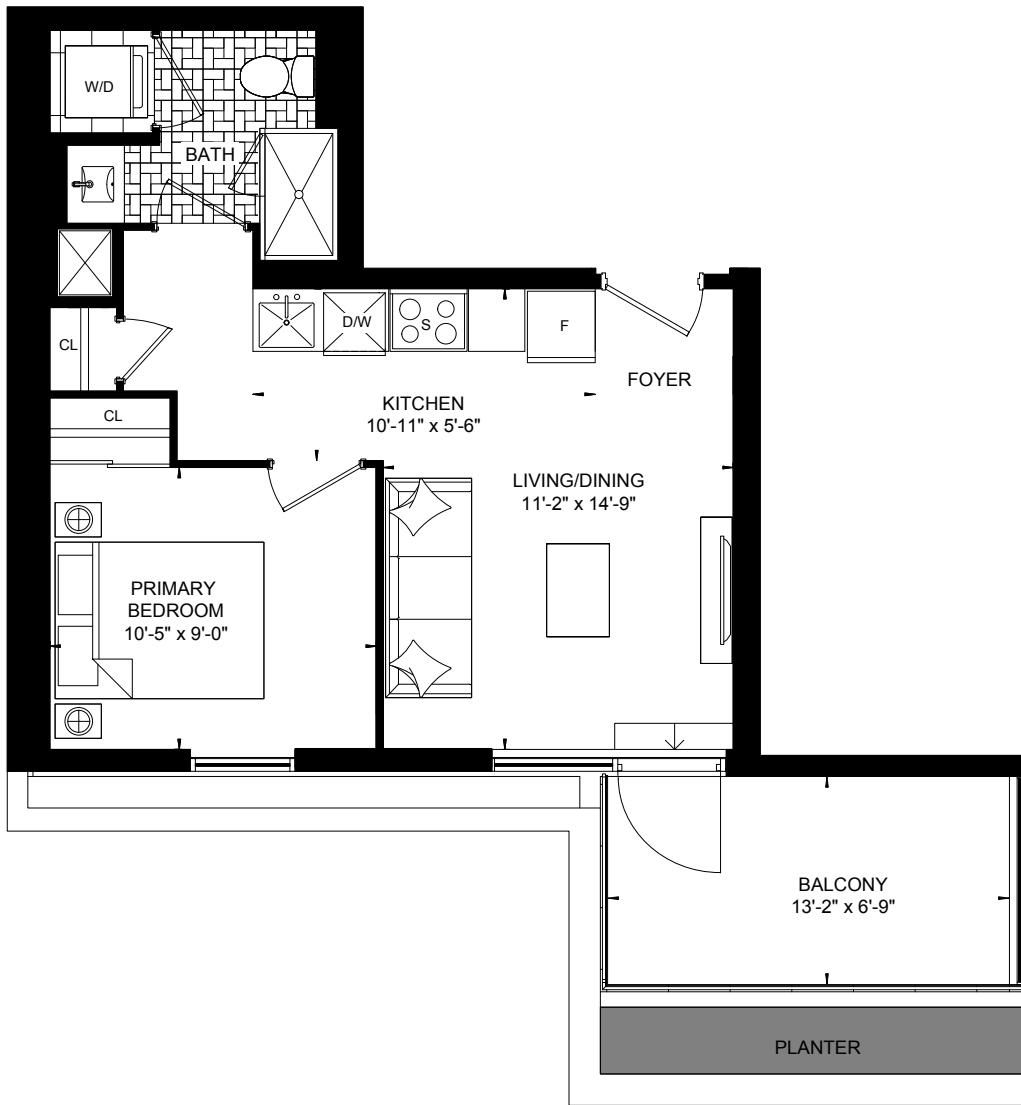 W/D
BATH
CL
D/W
S
F
FOYER
CL
KITCHEN
10'-11" x 5'-6"
LIVING/DINING
11'-2" x 14'-9"
PRIMARY
BEDROOM
10'-5" x 9'-0"
BALCONY
13'-2" x 6'-9"
PLANTER